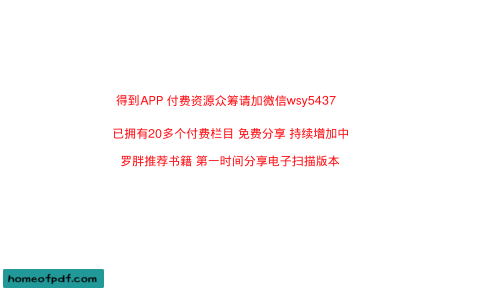 得到APP 付费资源众筹请加微信wsy5437
已拥有20多个付费栏目 免费分享 持续增加中
罗胖推荐书籍 第一时间分享电子扫描版本
homeofpdf.com